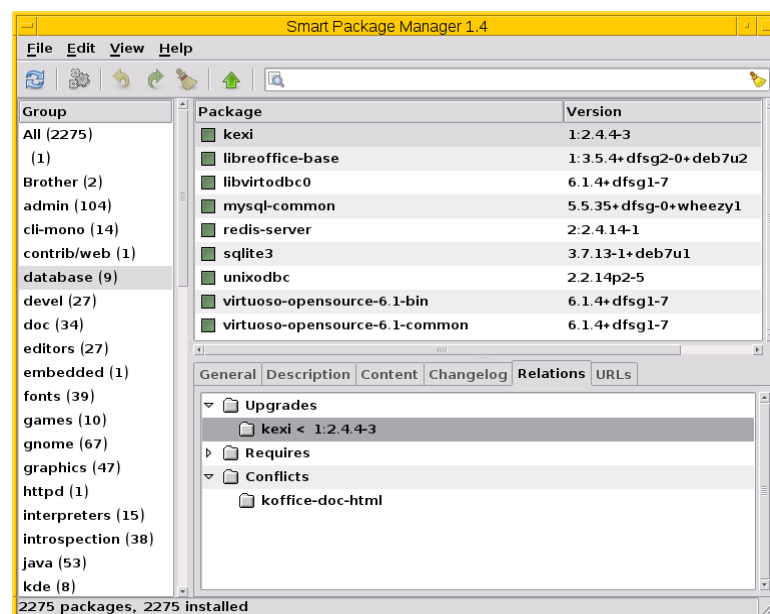 Smart Package Manager 1.4
File Edit View Help
Group
All (2275)
(1)
Brother (2)
admin (104)
cli-mono (14)
contrib/web (1)
database (9)
devel (27)
doc (34)
editors (27)
embedded (1)
fonts (39)
games (10)
gnome (67)
graphics (47)
httpd (1)
interpreters (15)
introspection (38)
java (53)
kde (8)
Package Version
kexi 1:2.4.4-3
libreoffice-base 1:3.5.4+dfsg2-0+deb7u2
libvirtodbc0 6.1.4+dfsg1-7
mysql-common 5.5.35+dfsg-0+wheezy1
redis-server 2:2.4.14-1
sqlite3 3.7.13-1+deb7u1
unixodbc 2.2.14p2-5
virtuoso-opensource-6.1-bin 6.1.4+dfsg1-7
virtuoso-opensource-6.1-common 6.1.4+dfsg1-7
General Description Content Changelog Relations URLs
Upgrades
kexi < 1:2.4.4-3
Requires
Conflicts
koffice-doc-html
2275 packages, 2275 installed